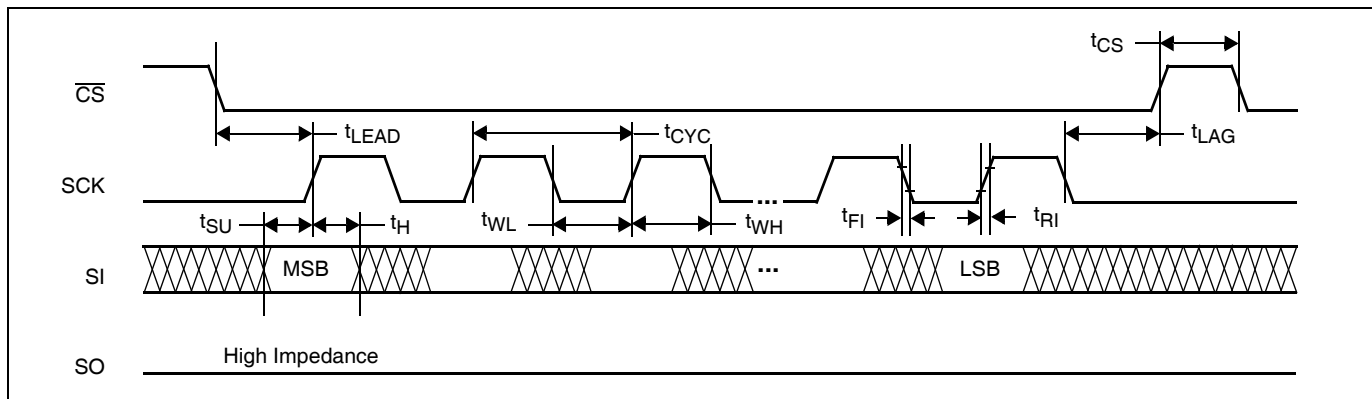 tCS
CS
tLEAD
tCYC
tLAG
SCK
...
tSU
tH
tWL
tWH
tFI
tRI
SI
MSB
...
LSB
High Impedance
SO